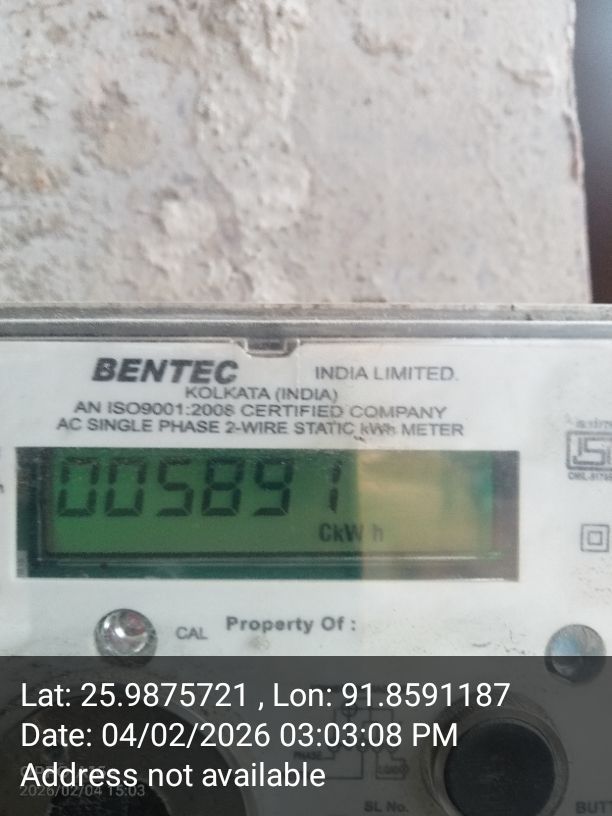 BENTEC INDIA LIMITED.
KOLKATA (INDIA)
AN ISO9001:2008 CERTIFIED COMPANY
AC SINGLE PHASE 2-WIRE STATIC kWh METER
005891
CkWh
CAL
Property Of :
Lat: 25.9875721 , Lon: 91.8591187
Date: 04/02/2026 03:03:08 PM
Address not available
2026/02/04 15:03
SL No.
BUTT